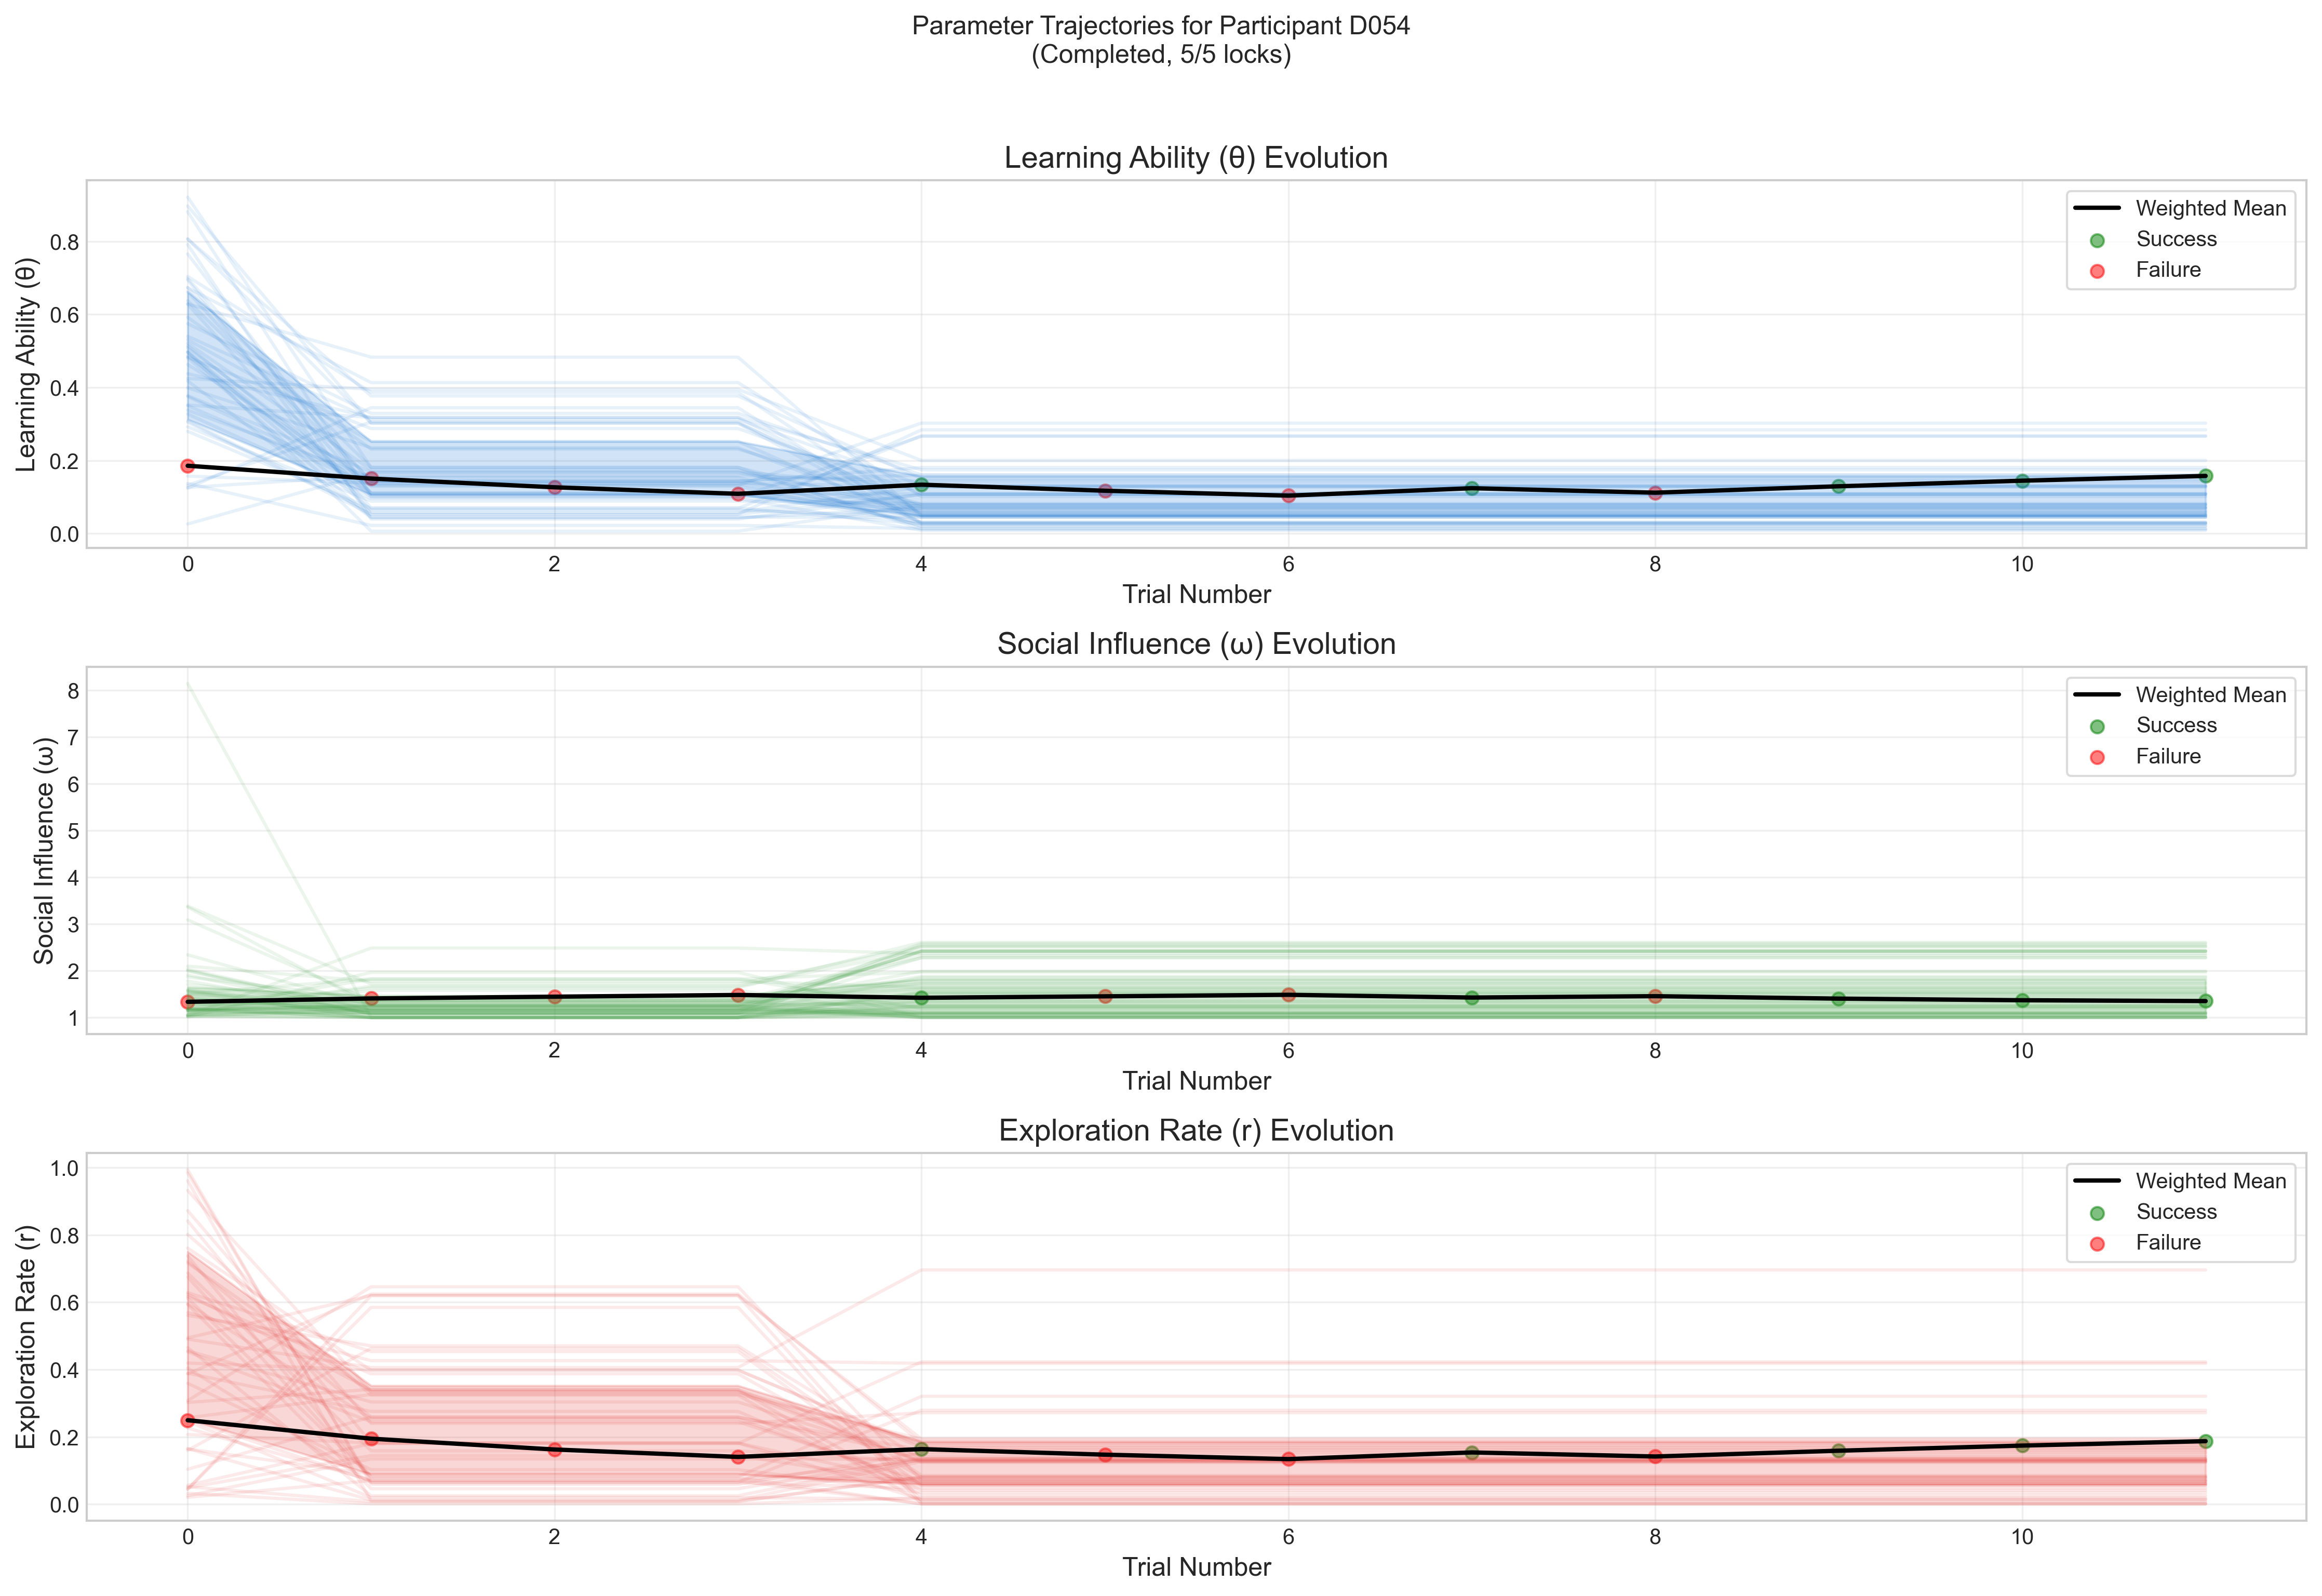 Parameter Trajectories for Participant D054
(Completed, 5/5 locks)
Learning Ability (θ) Evolution
Learning Ability (θ)
0.8
0.6
0.4
0.2
0.0
Weighted Mean
Success
Failure
0 2 4 6 8 10
Trial Number
Social Influence (ω) Evolution
Social Influence (ω)
8
7
6
5
4
3
2
1
Weighted Mean
Success
Failure
0 2 4 6 8 10
Trial Number
Exploration Rate (r) Evolution
Exploration Rate (r)
1.0
0.8
0.6
0.4
0.2
0.0
Weighted Mean
Success
Failure
0 2 4 6 8 10
Trial Number